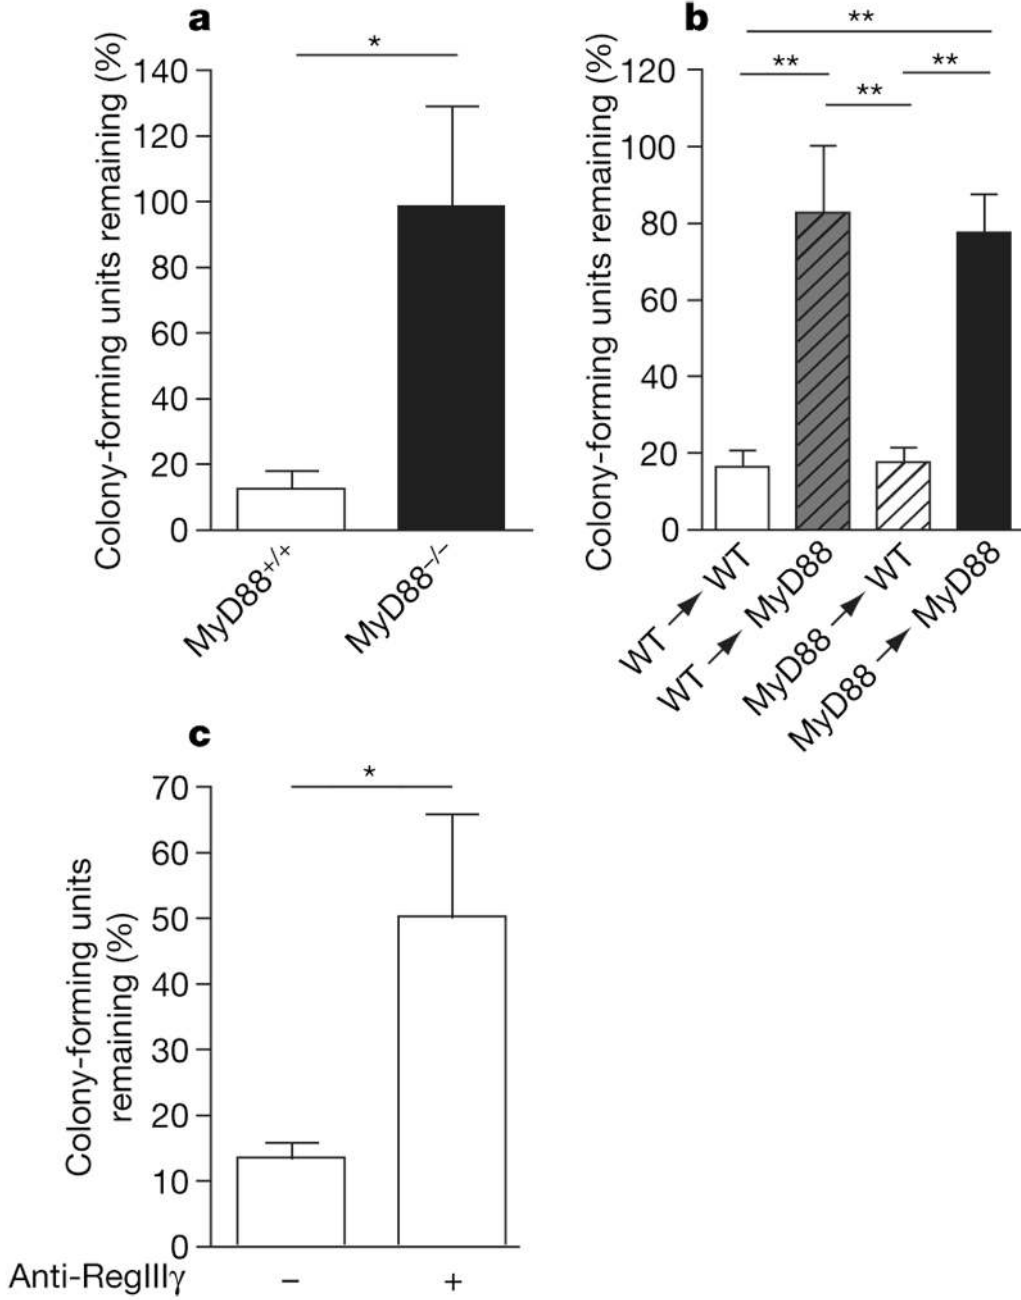 a
*
Colony-forming units remaining (%)
140
120
100
80
60
40
20
0
MyD88+/+
MyD88–/–
b
**
**
**
**
Colony-forming units remaining (%)
120
100
80
60
40
20
0
WT → WT
WT → MyD88
MyD88 → WT
MyD88 → MyD88
c
*
Colony-forming units
remaining (%)
70
60
50
40
30
20
10
0
Anti-RegIIIγ – +